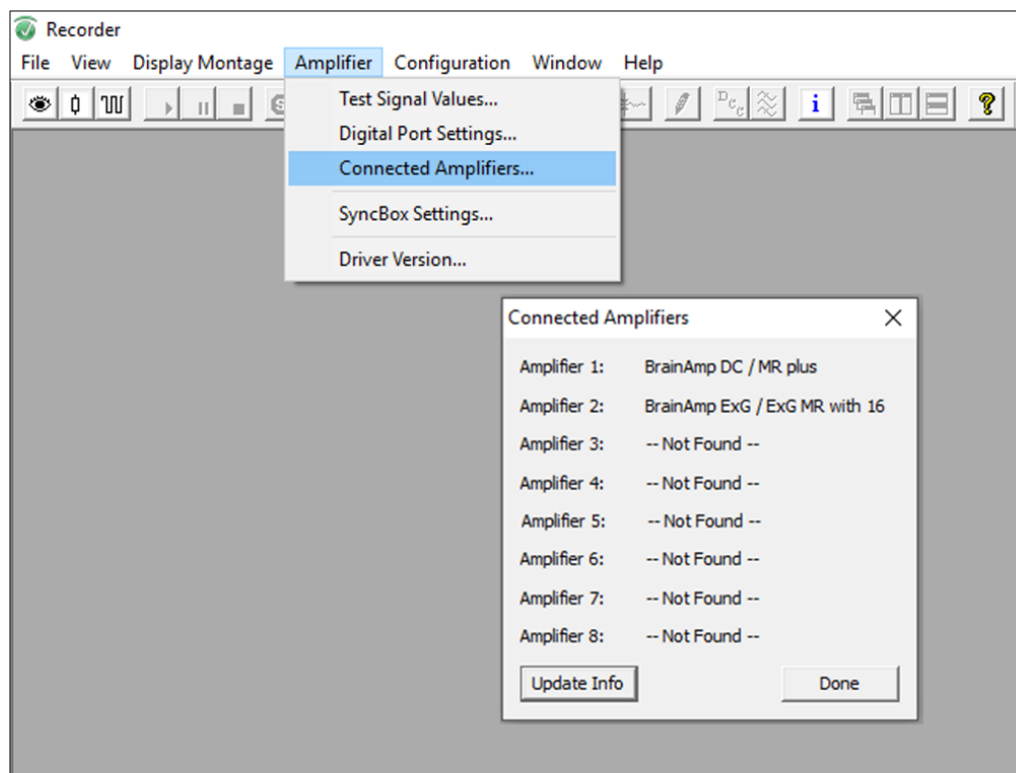 Recorder
File View Display Montage Amplifier Configuration Window Help
Test Signal Values...
Digital Port Settings...
Connected Amplifiers...
SyncBox Settings...
Driver Version...
Connected Amplifiers
Amplifier 1: BrainAmp DC / MR plus
Amplifier 2: BrainAmp ExG / ExG MR with 16
Amplifier 3: -- Not Found --
Amplifier 4: -- Not Found --
Amplifier 5: -- Not Found --
Amplifier 6: -- Not Found --
Amplifier 7: -- Not Found --
Amplifier 8: -- Not Found --
Update Info Done